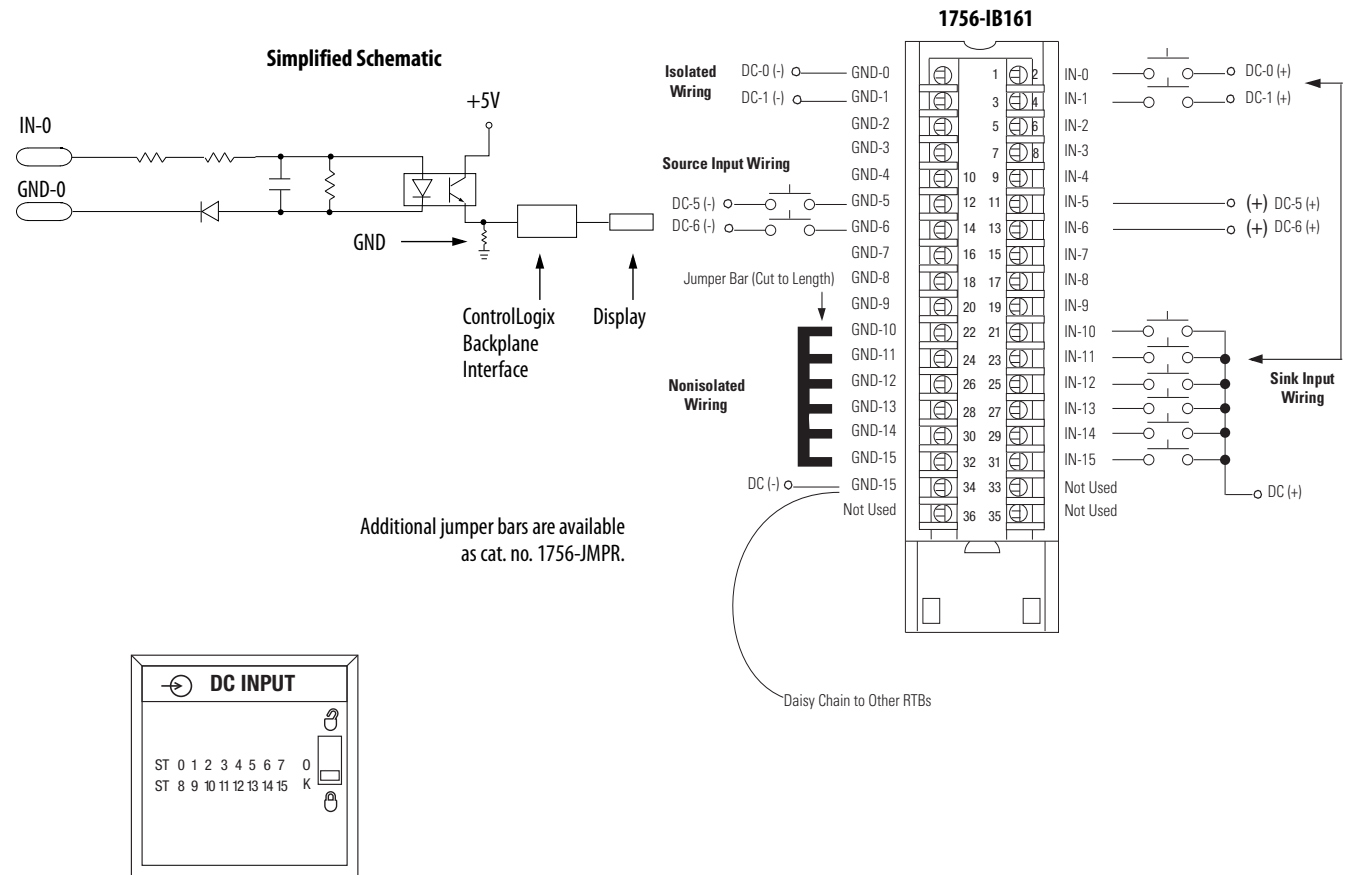 1756-IB161
Simplified Schematic
+5V
IN-0
GND-0
GND
ControlLogix
Backplane
Interface
Display
Additional jumper bars are available
as cat. no. 1756-JMPR.
Isolated
Wiring
DC-0 (-) GND-0 1 2 IN-0 DC-0 (+)
DC-1 (-) GND-1 3 4 IN-1 DC-1 (+)
GND-2 5 6 IN-2
GND-3 7 8 IN-3
Source Input Wiring
GND-4 10 9 IN-4
DC-5 (-) GND-5 12 11 IN-5 (+) DC-5 (+)
DC-6 (-) GND-6 14 13 IN-6 (+) DC-6 (+)
GND-7 16 15 IN-7
Jumper Bar (Cut to Length) GND-8 18 17 IN-8
GND-9 20 19 IN-9
GND-10 22 21 IN-10
GND-11 24 23 IN-11
Nonisolated
Wiring
GND-12 26 25 IN-12
Sink Input
Wiring
GND-13 28 27 IN-13
GND-14 30 29 IN-14
GND-15 32 31 IN-15
DC (-) GND-15 34 33 Not Used DC (+)
Not Used 36 35 Not Used
Daisy Chain to Other RTBs
DC INPUT
ST 0 1 2 3 4 5 6 7 O
ST 8 9 10 11 12 13 14 15 K